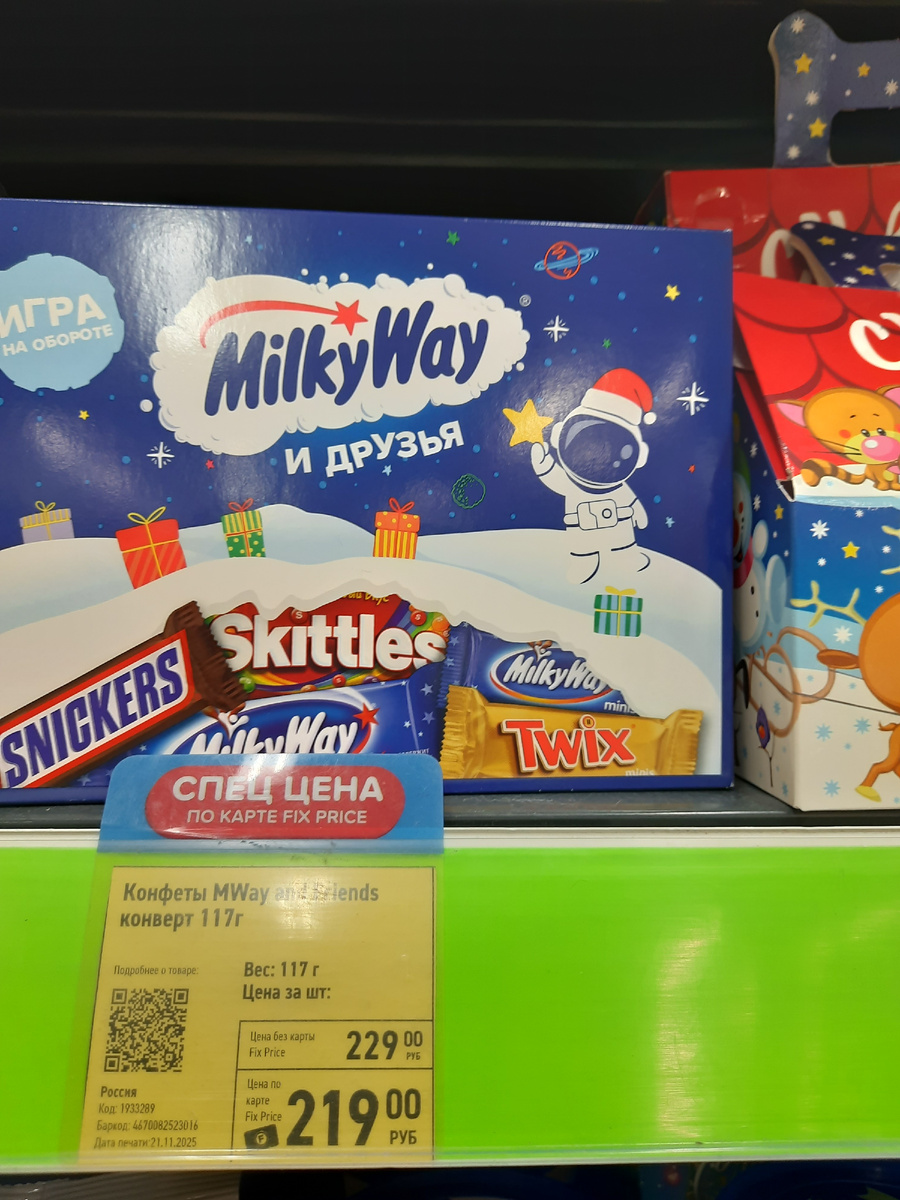 ИГРА
НА ОБОРОТЕ
MilkyWay®
И ДРУЗЬЯ
Skittles
SNICKERS
MilkyWay
MilkyWay
minis
Twix
minis
СПЕЦ ЦЕНА
ПО КАРТЕ FIX PRICE
Конфеты MWay and Friends
конверт 117г
Подробнее о товаре:
Вес: 117 г
Цена за шт:
Цена без карты
Fix Price
229 00
РУБ
Цена по
карте
Fix Price
219 00
РУБ
Россия
Код: 1933289
Баркод: 4670082523016
Дата печати:21.11.2025